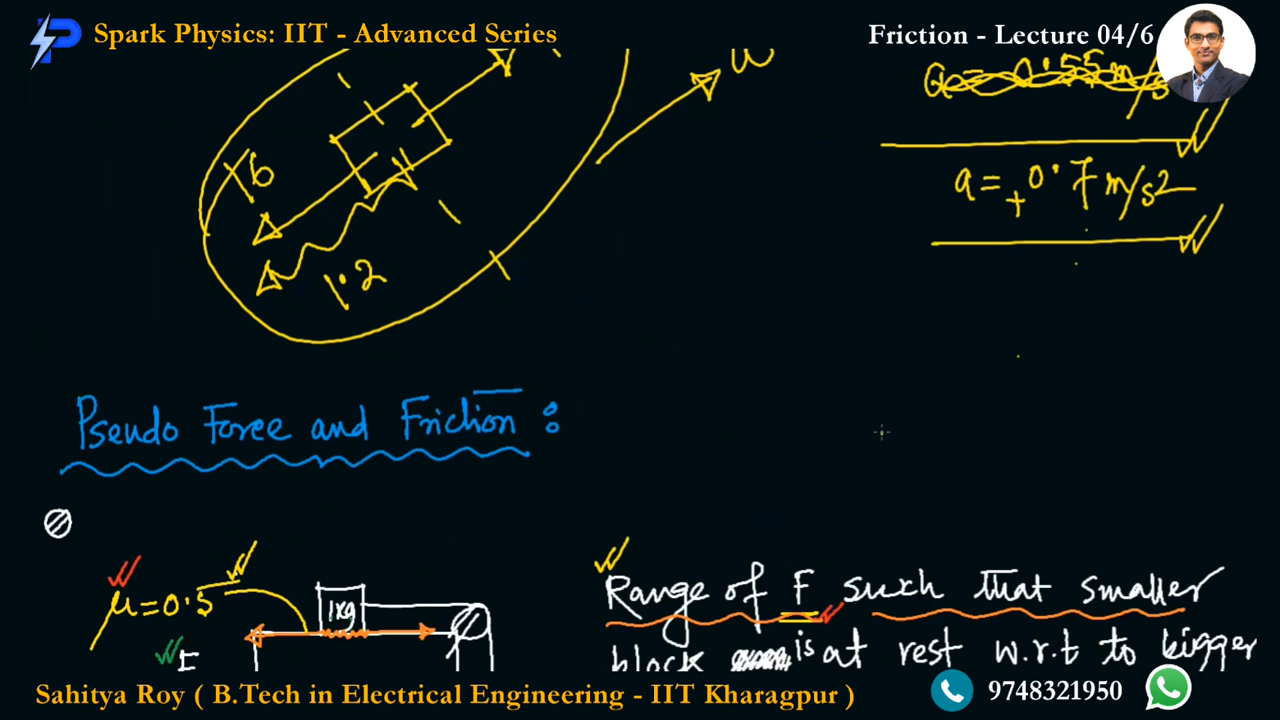 Spark Physics: IIT - Advanced Series
Friction - Lecture 04/6
16
1.2
a = +0.7 m/s2
Pseudo Force and Friction :
μ = 0.5
1kg
F
Range of F such that smaller
block is at rest w.r.t to bigger
Sahitya Roy ( B.Tech in Electrical Engineering - IIT Kharagpur )
9748321950